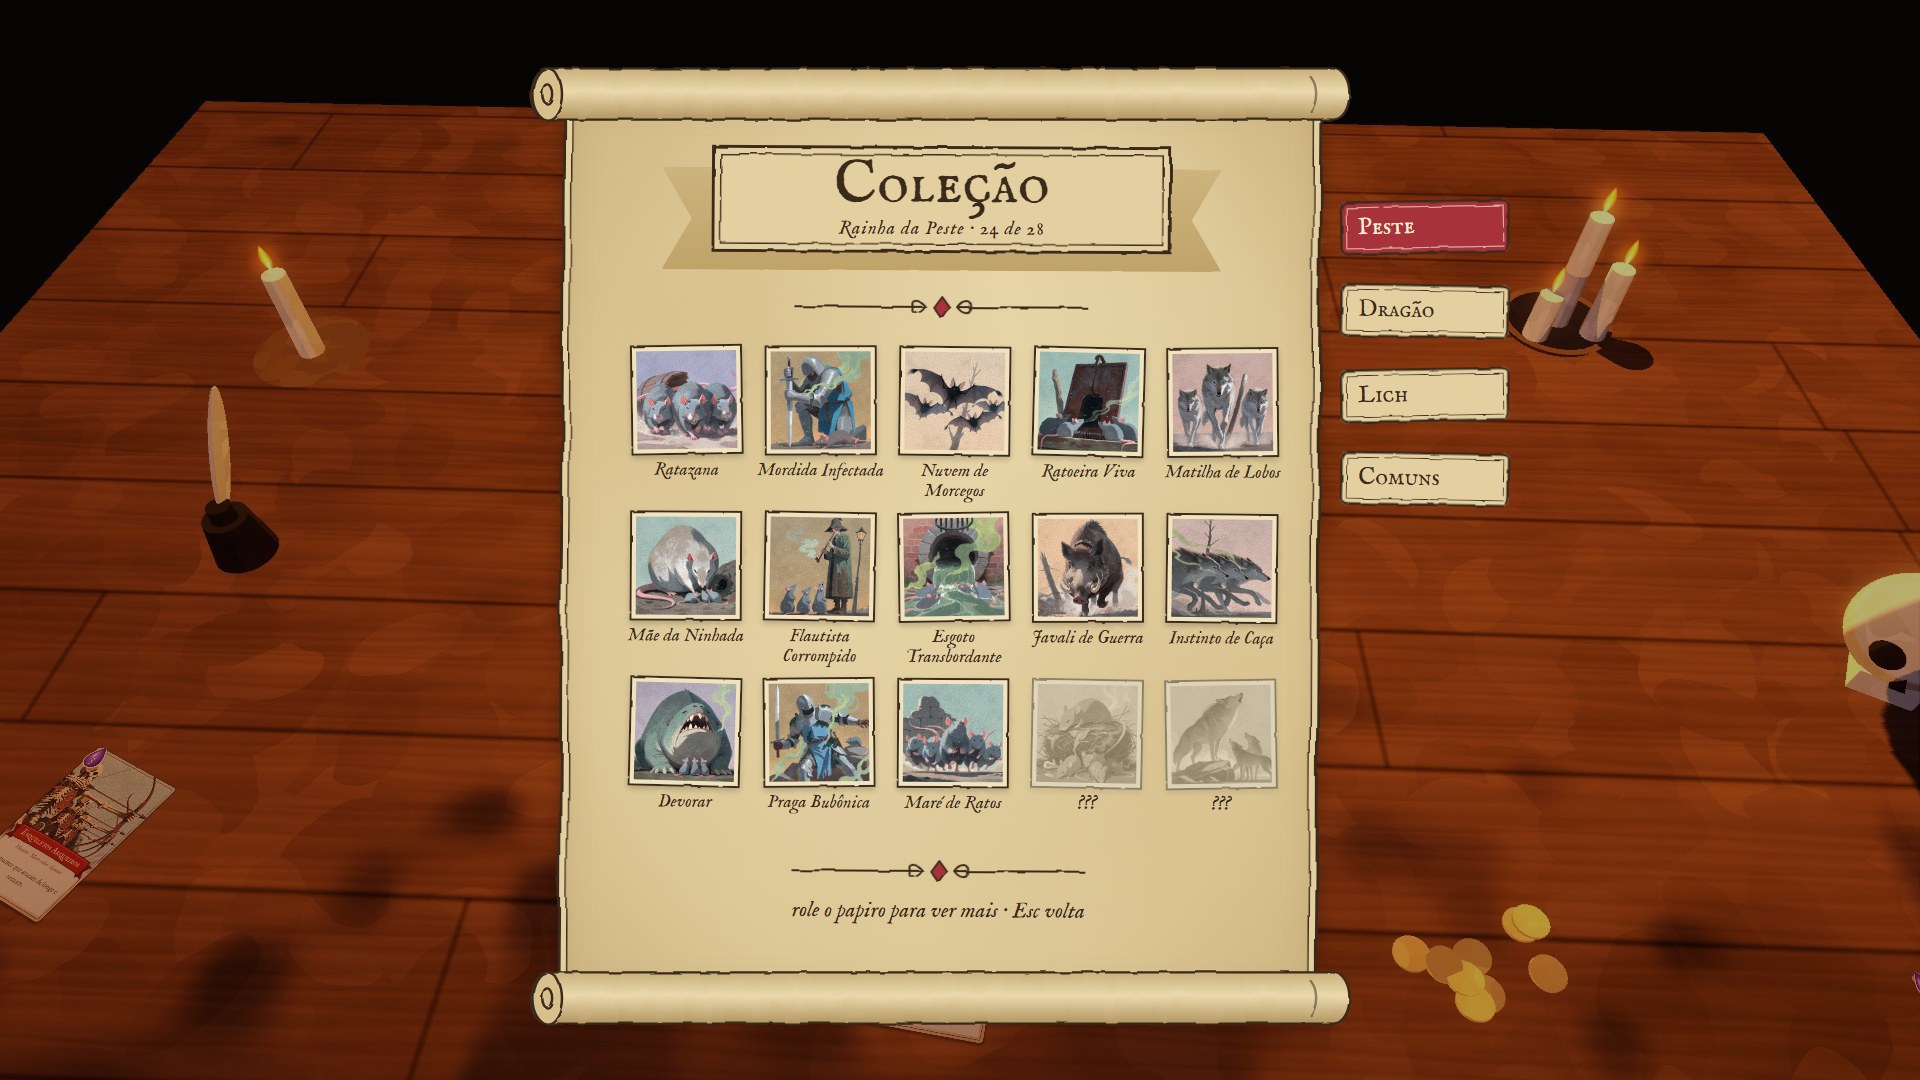 Coleção
Rainha da Peste · 24 de 28
Peste
Dragão
Lich
Comuns
Ratazana
Mordida Infectada
Nuvem de
Morcegos
Ratoeira Viva
Matilha de Lobos
Mãe da Ninhada
Flautista
Corrompido
Esgoto
Transbordante
Javali de Guerra
Instinto de Caça
Devorar
Praga Bubônica
Maré de Ratos
???
???
role o papiro para ver mais · Esc volta
Esqueletos Arqueiros